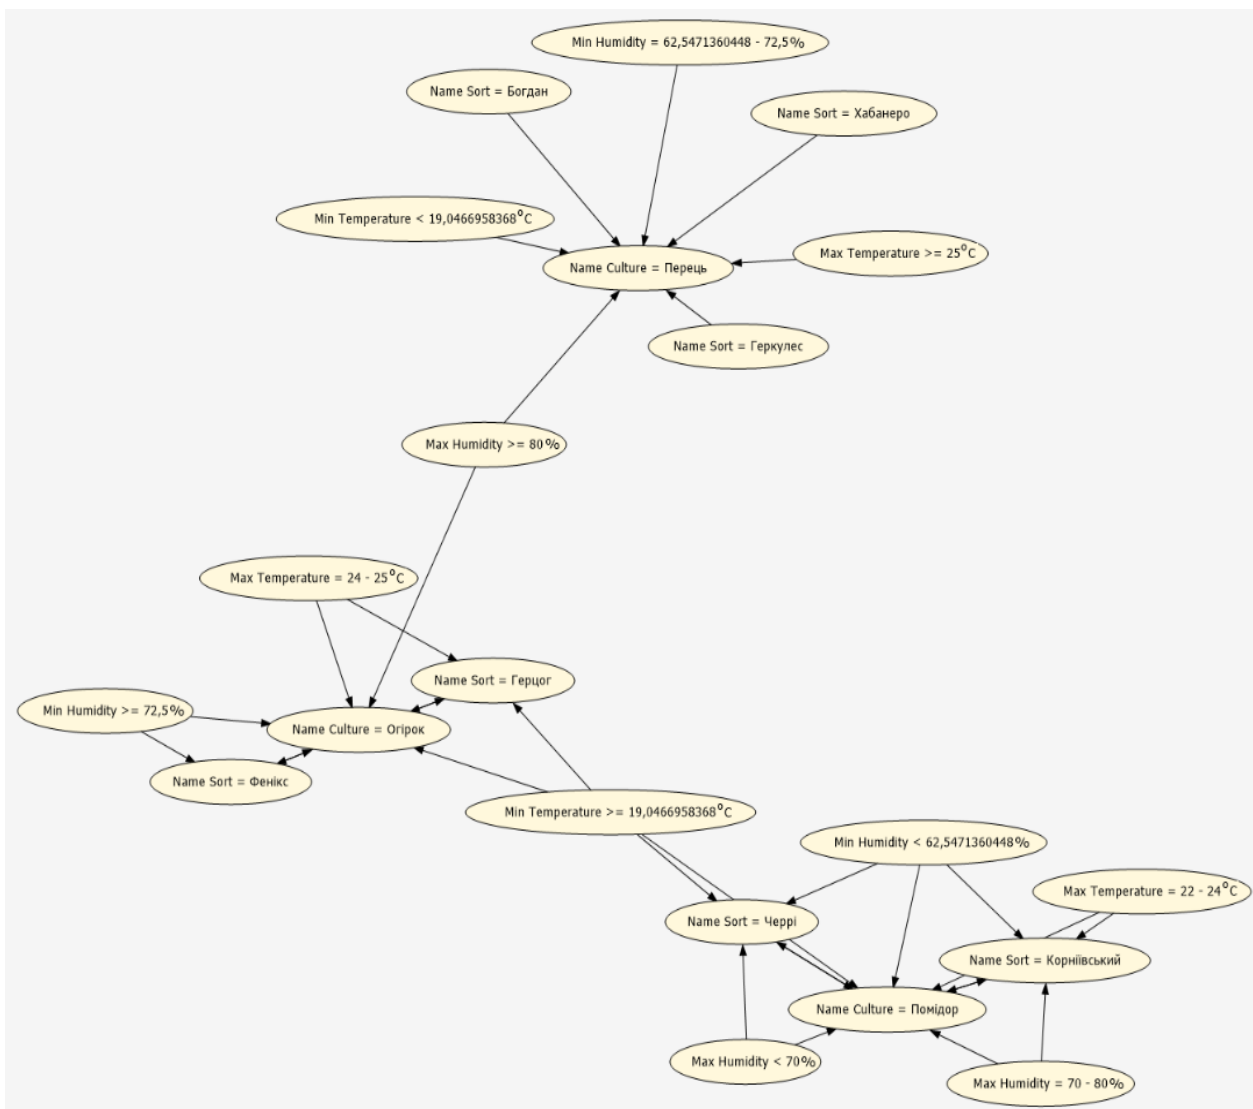 Min Humidity = 62,5471360448 - 72,5%
Name Sort = Богдан
Name Sort = Хабанеро
Min Temperature < 19,0466958368°C
Max Temperature >= 25°C
Name Culture = Перець
Name Sort = Геркулес
Max Humidity >= 80%
Max Temperature = 24 - 25°C
Name Sort = Герцог
Min Humidity >= 72,5%
Name Culture = Огірок
Name Sort = Фенікс
Min Temperature >= 19,0466958368°C
Min Humidity < 62,5471360448%
Max Temperature = 22 - 24°C
Name Sort = Черрі
Name Sort = Корніївський
Name Culture = Помідор
Max Humidity < 70%
Max Humidity = 70 - 80%